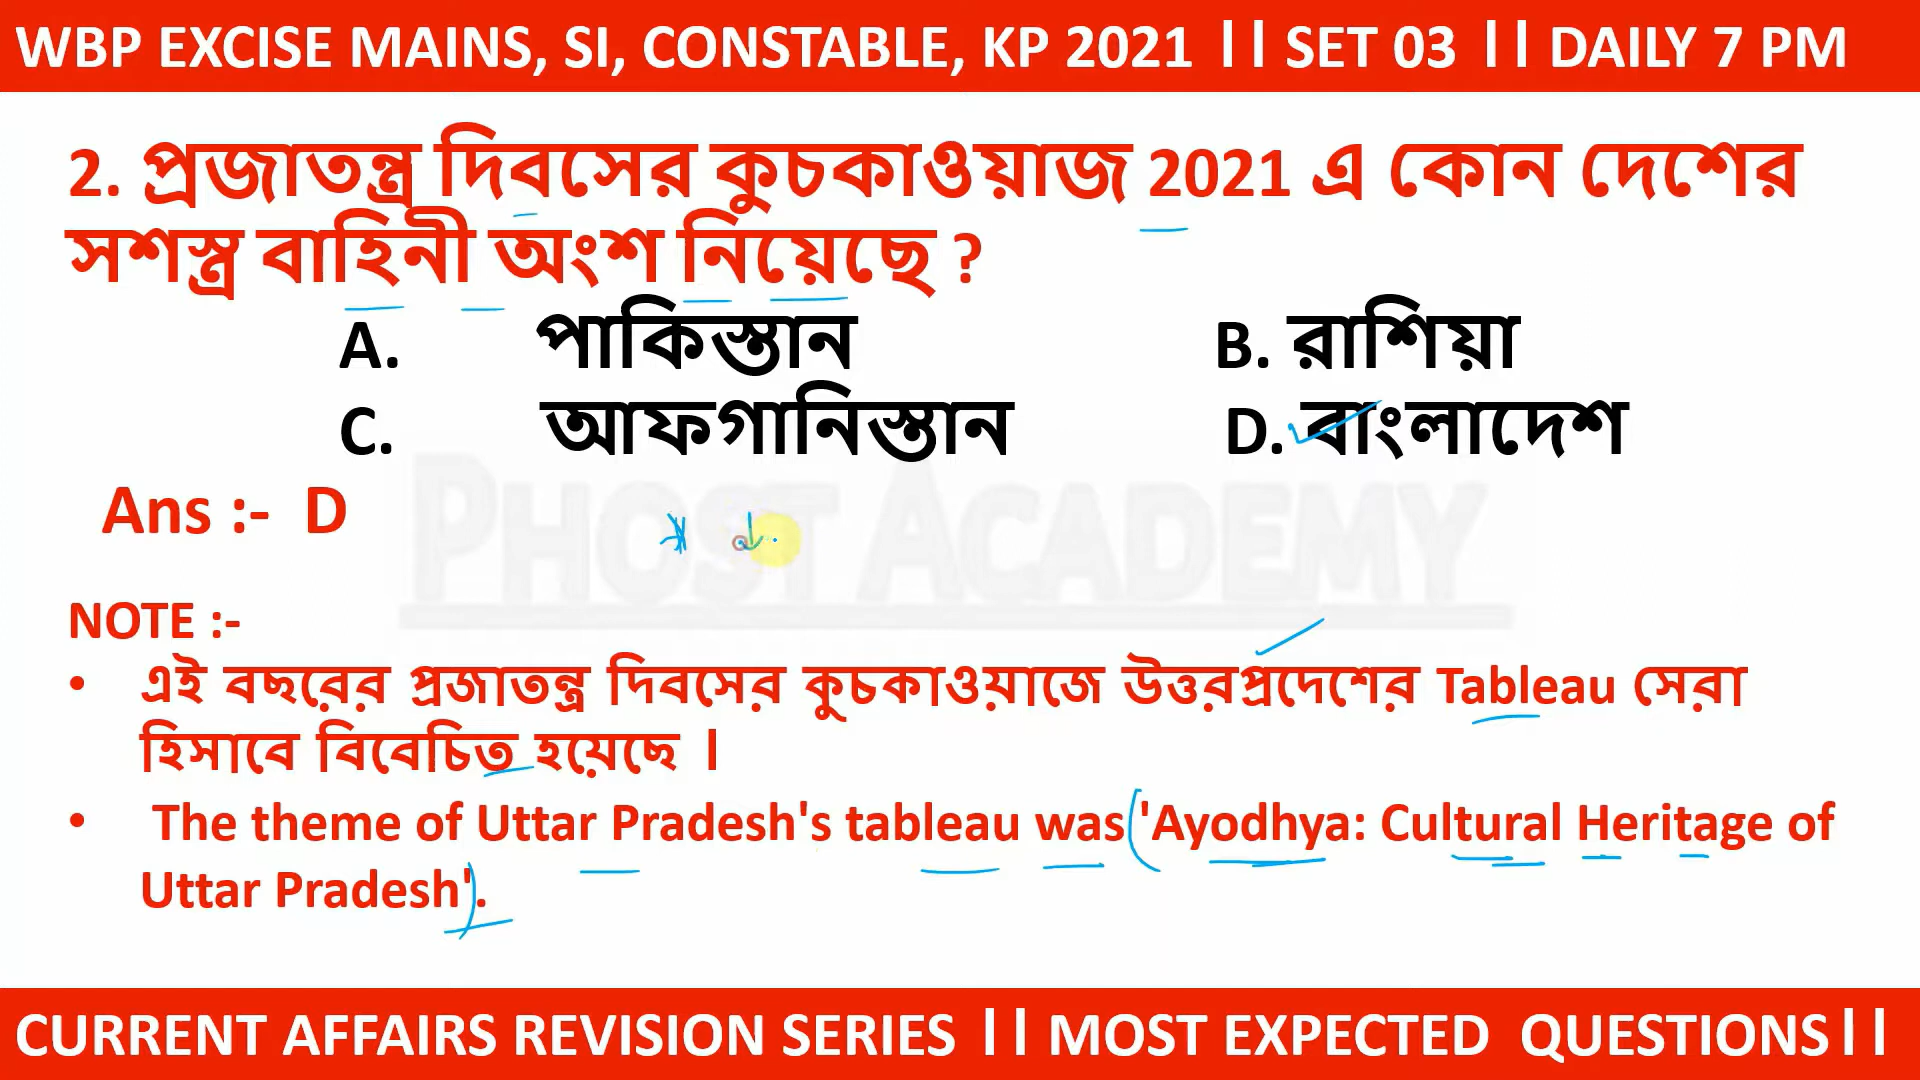 WBP EXCISE MAINS, SI, CONSTABLE, KP 2021 ।। SET 03 ।। DAILY 7 PM
2. প্রজাতন্ত্র দিবসের কুচকাওয়াজ 2021 এ কোন দেশের
সশস্ত্র বাহিনী অংশ নিয়েছে ?
A. পাকিস্তান B. রাশিয়া
C. আফগানিস্তান D. বাংলাদেশ
Ans :- D
PHOST ACADEMY
NOTE :-
• এই বছরের প্রজাতন্ত্র দিবসের কুচকাওয়াজে উত্তরপ্রদেশের Tableau সেরা
হিসাবে বিবেচিত হয়েছে ।
• The theme of Uttar Pradesh's tableau was 'Ayodhya: Cultural Heritage of
Uttar Pradesh'.
CURRENT AFFAIRS REVISION SERIES ।। MOST EXPECTED QUESTIONS।।